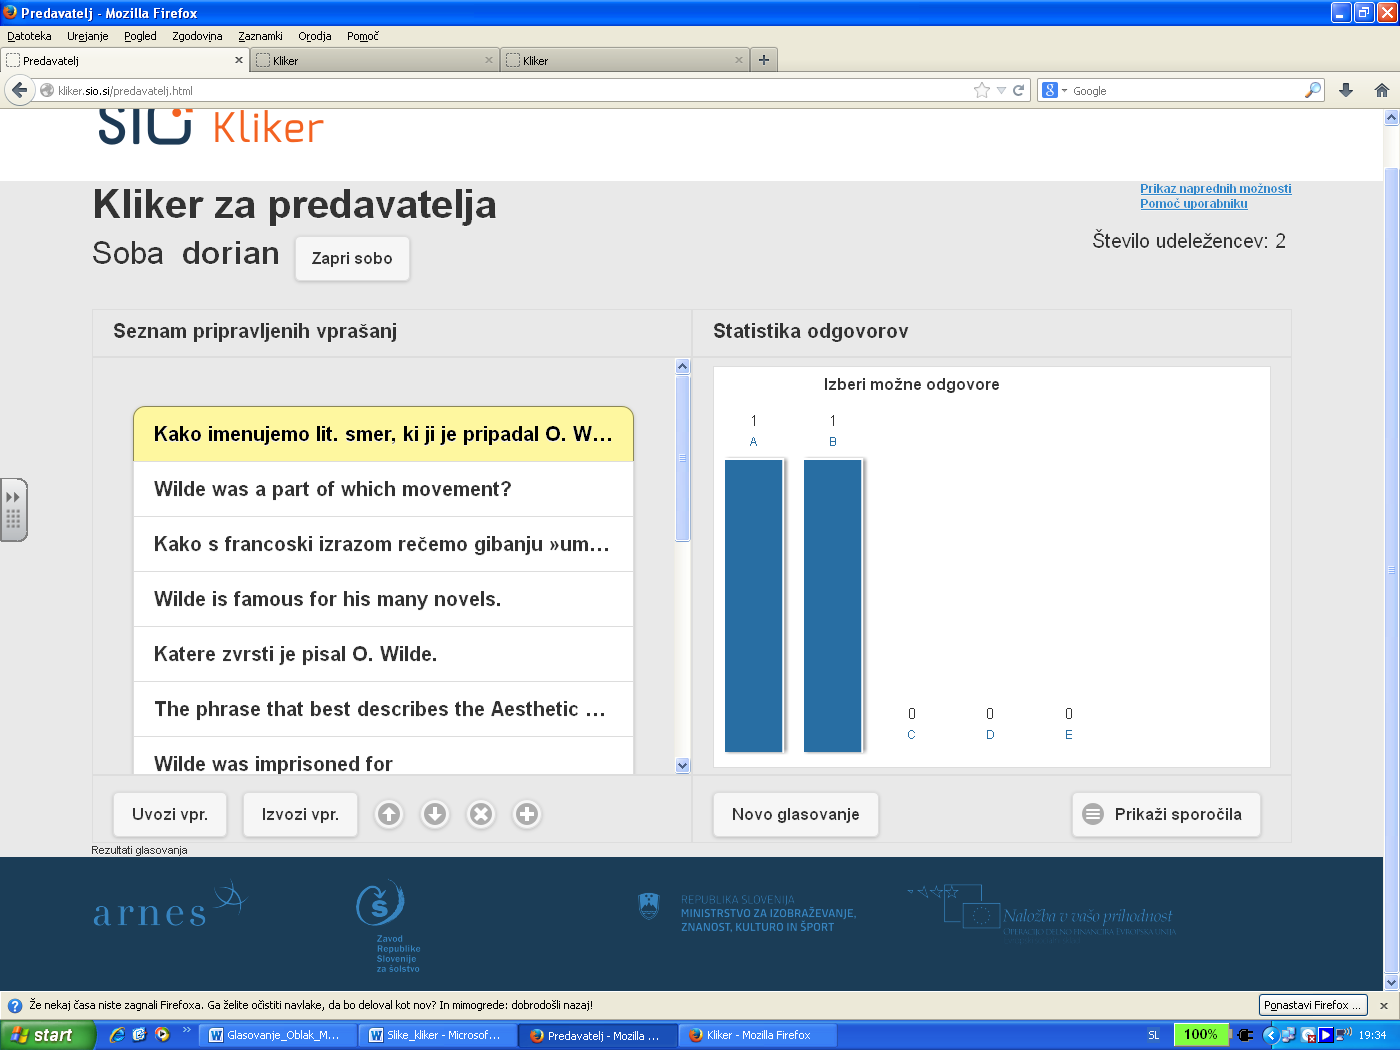 Predavatelj - Mozilla Firefox
Datoteka Urejanje Pogled Zgodovina Zaznamki Orodja Pomoč
Predavatelj Kliker Kliker
kliker.sio.si/predavatelj.html Google
SIO Kliker
Kliker za predavatelja
Prikaz naprednih možnosti
Pomoč uporabniku
Soba dorian Zapri sobo
Število udeležencev: 2
Seznam pripravljenih vprašanj
Kako imenujemo lit. smer, ki ji je pripadal O. W...
Wilde was a part of which movement?
Kako s francoski izrazom rečemo gibanju »um...
Wilde is famous for his many novels.
Katere zvrsti je pisal O. Wilde.
The phrase that best describes the Aesthetic ...
Wilde was imprisoned for
Uvozi vpr. Izvozi vpr.
Statistika odgovorov
Izberi možne odgovore
1 1
A B
0 0 0
C D E
Novo glasovanje Prikaži sporočila
Rezultati glasovanja
arnes
Zavod
Republike
Slovenije
za šolstvo
REPUBLIKA SLOVENIJA
MINISTRSTVO ZA IZOBRAŽEVANJE,
ZNANOST, KULTURO IN ŠPORT
Naložba v vašo prihodnost
OPERACIJO DELNO FINANCIRA EVROPSKA UNIJA
Že nekaj časa niste zagnali Firefoxa. Ga želite očistiti navlake, da bo deloval kot nov? In mimogrede: dobrodošli nazaj! Ponastavi Firefox ...
start Glasovanje_Oblak_M... Slike_kliker - Microsof... Predavatelj - Mozilla ... Kliker - Mozilla Firefox SL 100% 19:34